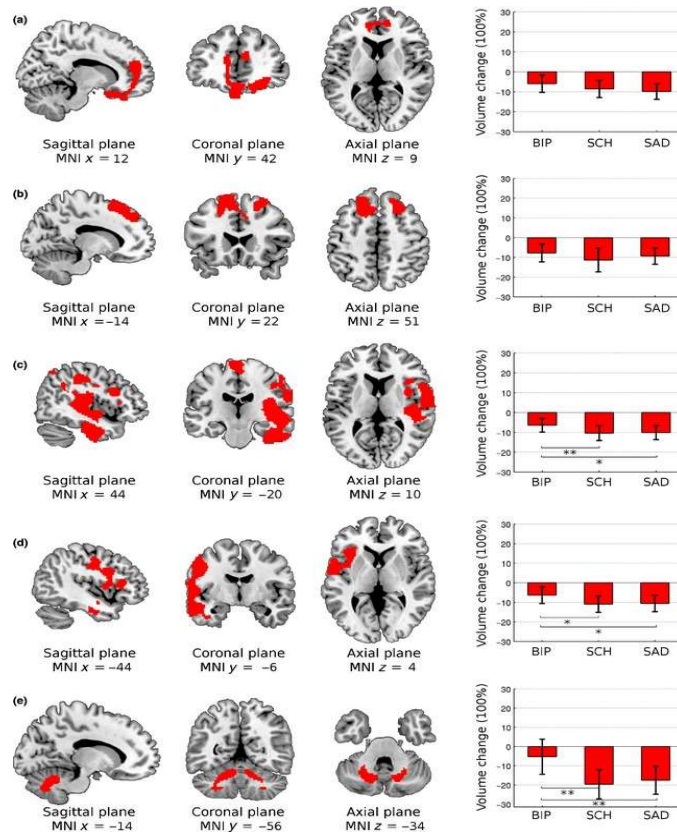 (a)
Sagittal plane
MNI x = 12
Coronal plane
MNI y = 42
Axial plane
MNI z = 9
Volume change (100%)
30
20
10
0
-10
-20
-30
BIP SCH SAD
(b)
Sagittal plane
MNI x = –14
Coronal plane
MNI y = 22
Axial plane
MNI z = 51
Volume change (100%)
30
20
10
0
-10
-20
-30
BIP SCH SAD
(c)
Sagittal plane
MNI x = 44
Coronal plane
MNI y = –20
Axial plane
MNI z = 10
Volume change (100%)
30
20
10
0
-10
-20
-30
**
*
BIP SCH SAD
(d)
Sagittal plane
MNI x = –44
Coronal plane
MNI y = –6
Axial plane
MNI z = 4
Volume change (100%)
30
20
10
0
-10
-20
-30
*
*
BIP SCH SAD
(e)
Sagittal plane
MNI x = –14
Coronal plane
MNI y = –56
Axial plane
MNI z = –34
Volume change (100%)
30
20
10
0
-10
-20
-30
**
**
BIP SCH SAD